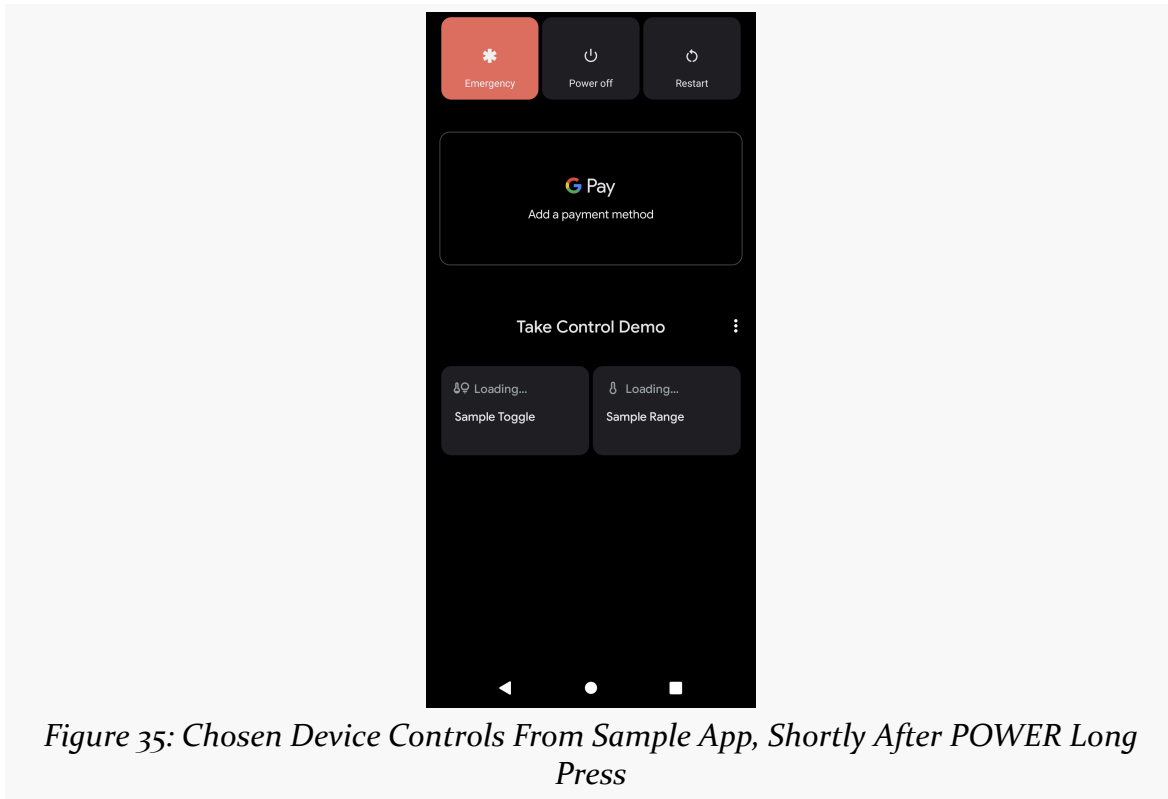 Emergency
Power off
Restart
G Pay
Add a payment method
Take Control Demo
Loading...
Loading...
Sample Toggle
Sample Range
Figure 35: Chosen Device Controls From Sample App, Shortly After POWER Long
Press